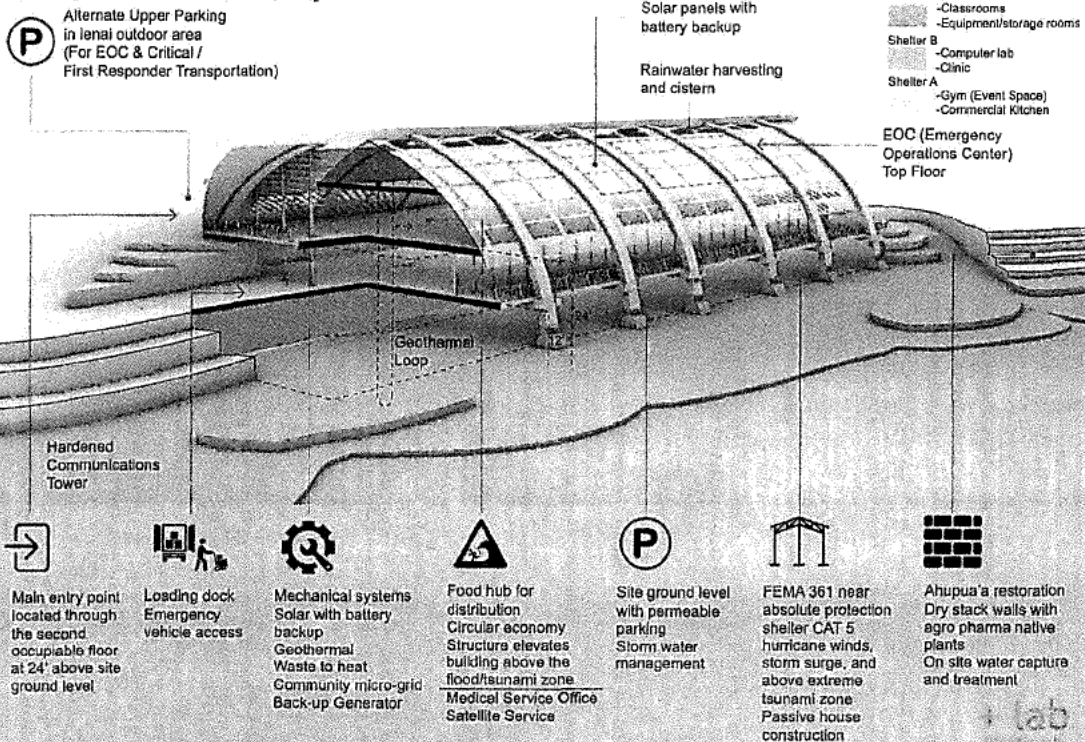 P
Alternate Upper Parking
in lenai outdoor area
(For EOC & Critical /
First Responder Transportation)
Solar panels with
battery backup
Rainwater harvesting
and cistern
-Classrooms
-Equipment/storage rooms
Shelter B
-Computer lab
-Clinic
Shelter A
-Gym (Event Space)
-Commercial Kitchen
EOC (Emergency
Operations Center)
Top Floor
24'
12'
Geothermal
Loop
Hardened
Communications
Tower
Main entry point
located through
the second
occupiable floor
at 24' above site
ground level
Loading dock
Emergency
vehicle access
Mechanical systems
Solar with battery
backup
Geothermal
Waste to heat
Community micro-grid
Back-up Generator
Food hub for
distribution
Circular economy
Structure elevates
building above the
flood/tsunami zone
Medical Service Office
Satellite Service
P
Site ground level
with permeable
parking
Storm water
management
FEMA 361 near
absolute protection
shelter CAT 5
hurricane winds,
storm surge, and
above extreme
tsunami zone
Passive house
construction
Ahupua'a restoration
Dry stack walls with
agro pharma native
plants
On site water capture
and treatment
+ lab